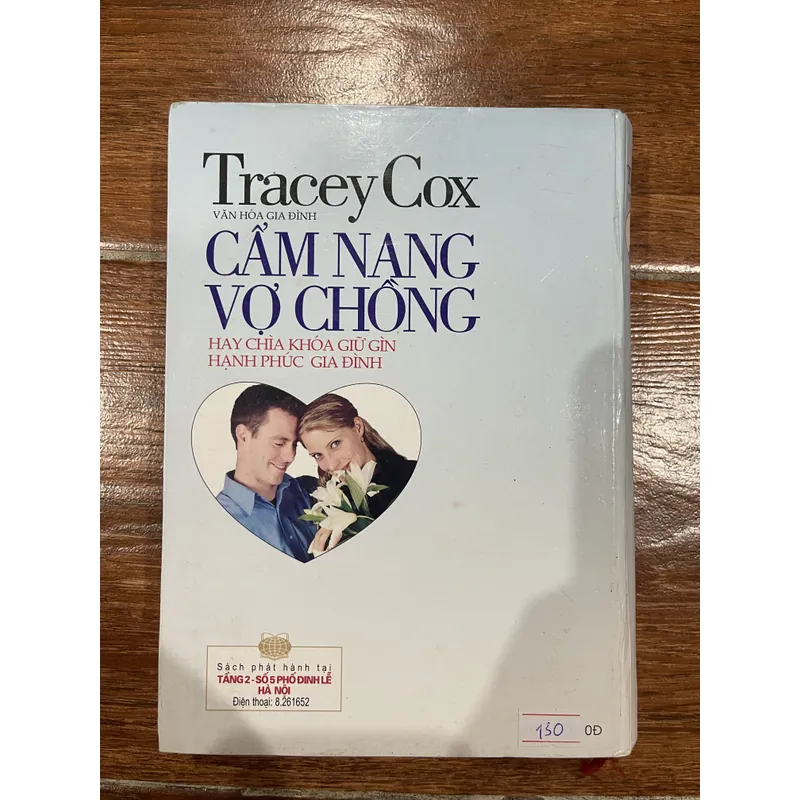 Tracey Cox
VĂN HÓA GIA ĐÌNH
CẨM NANG
VỢ CHỒNG
HAY CHÌA KHÓA GIỮ GÌN
HẠNH PHÚC GIA ĐÌNH
Sách phát hành tại
TẦNG 2 - SỐ 5 PHỐ ĐINH LỄ
HÀ NỘI
Điện thoại: 8.261652
130 0Đ